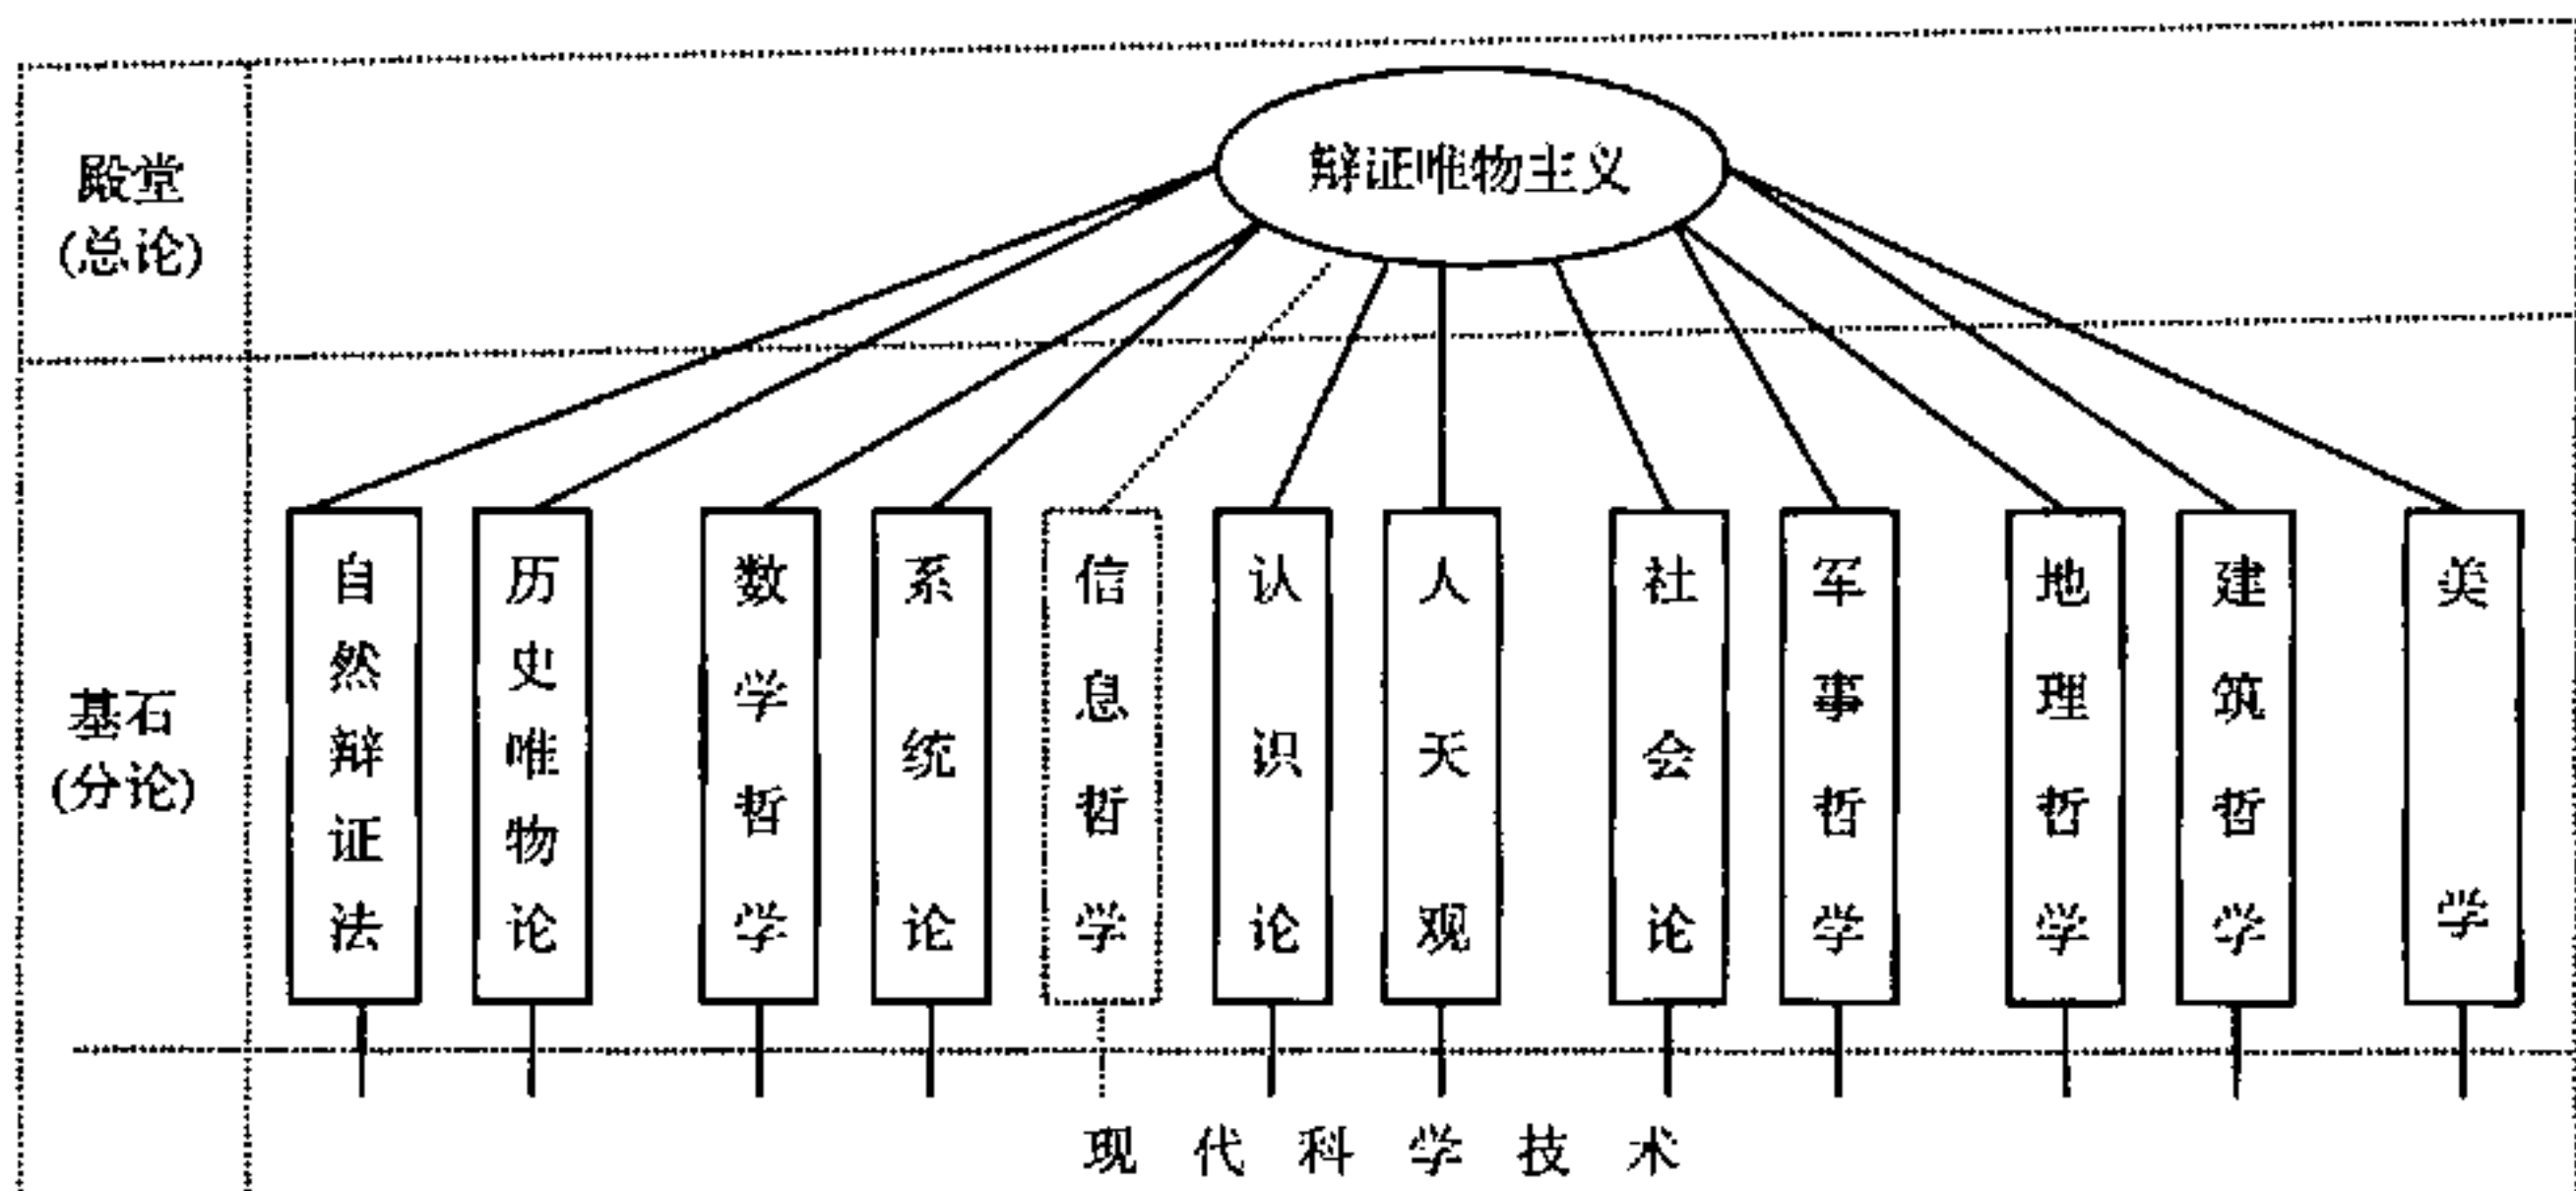 辩证唯物主义
殿堂
(总论)
基石
(分论)
自然辩证法
历史唯物论
数学哲学
系统论
信息哲学
认识论
人天观
社会论
军事哲学
地理哲学
建筑哲学
美学
现代科学技术